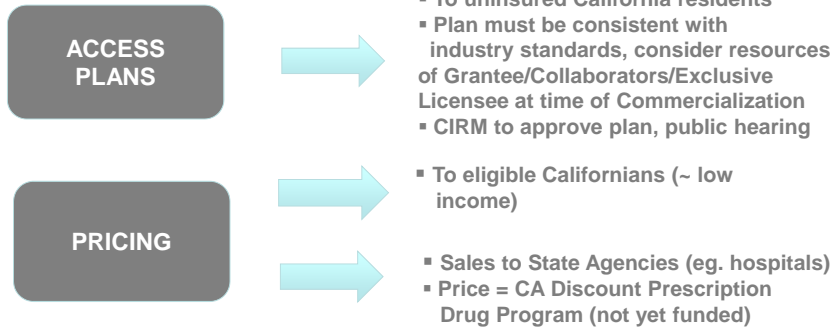 ▪ To uninsured California residents
ACCESS
PLANS
▪ Plan must be consistent with
industry standards, consider resources
of Grantee/Collaborators/Exclusive
Licensee at time of Commercialization
▪ CIRM to approve plan, public hearing
PRICING
▪ To eligible Californians (~ low
income)
▪ Sales to State Agencies (eg. hospitals)
▪ Price = CA Discount Prescription
Drug Program (not yet funded)